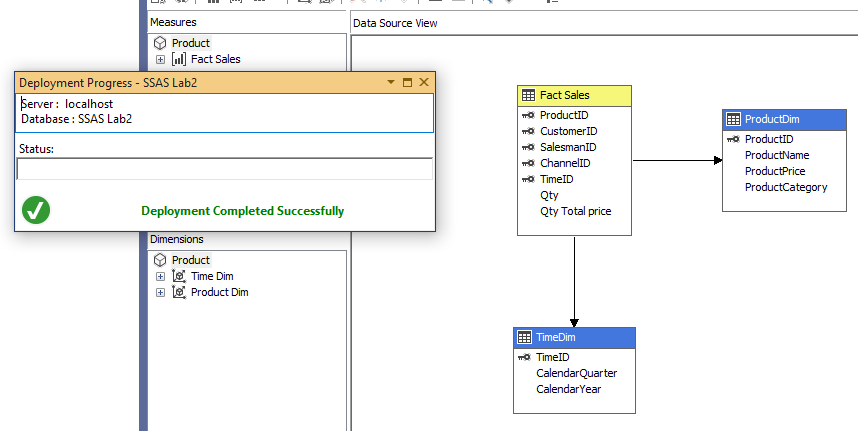 Measures
Product
Fact Sales
Deployment Progress - SSAS Lab2
Server : localhost
Database : SSAS Lab2
Status:
Deployment Completed Successfully
Dimensions
Product
Time Dim
Product Dim
Data Source View
Fact Sales
ProductID
CustomerID
SalesmanID
ChannelID
TimeID
Qty
Qty Total price
ProductDim
ProductID
ProductName
ProductPrice
ProductCategory
TimeDim
TimeID
CalendarQuarter
CalendarYear